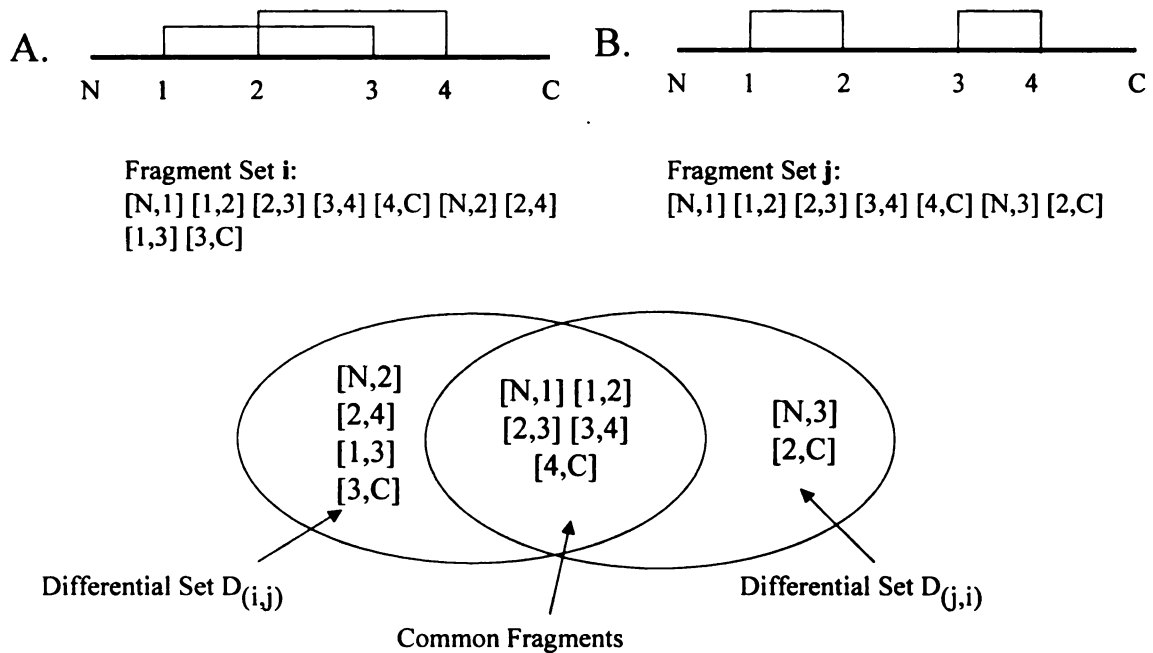 A.
N 1 2 3 4 C
B.
N 1 2 3 4 C
Fragment Set i:
[N,1] [1,2] [2,3] [3,4] [4,C] [N,2] [2,4]
[1,3] [3,C]
Fragment Set j:
[N,1] [1,2] [2,3] [3,4] [4,C] [N,3] [2,C]
[N,2]
[2,4]
[1,3]
[3,C]
[N,1] [1,2]
[2,3] [3,4]
[4,C]
[N,3]
[2,C]
Differential Set D(i,j)
Differential Set D(j,i)
Common Fragments